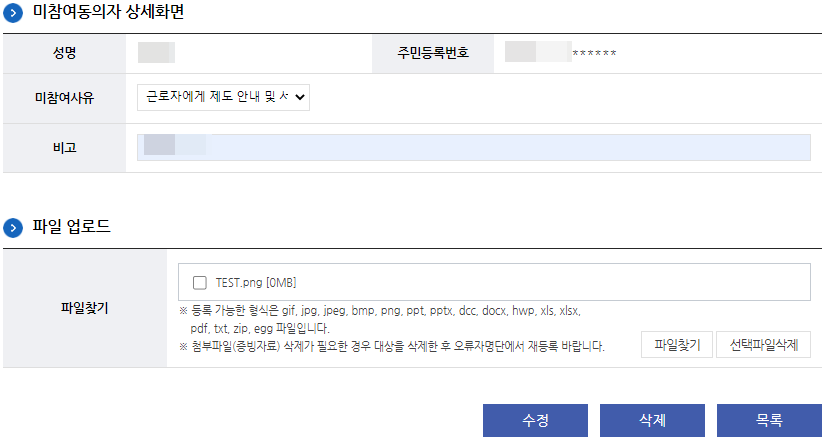 미참여동의자 상세화면
성명
주민등록번호 ******
미참여사유 근로자에게 제도 안내 및 ㅅ
비고
파일 업로드
TEST.png [0MB]
파일찾기
※ 등록 가능한 형식은 gif, jpg, jpeg, bmp, png, ppt, pptx, dcc, docx, hwp, xls, xlsx,
pdf, txt, zip, egg 파일입니다.
※ 첨부파일(증빙자료) 삭제가 필요한 경우 대상을 삭제한 후 오류자명단에서 재등록 바랍니다.
파일찾기 선택파일삭제
수정 삭제 목록